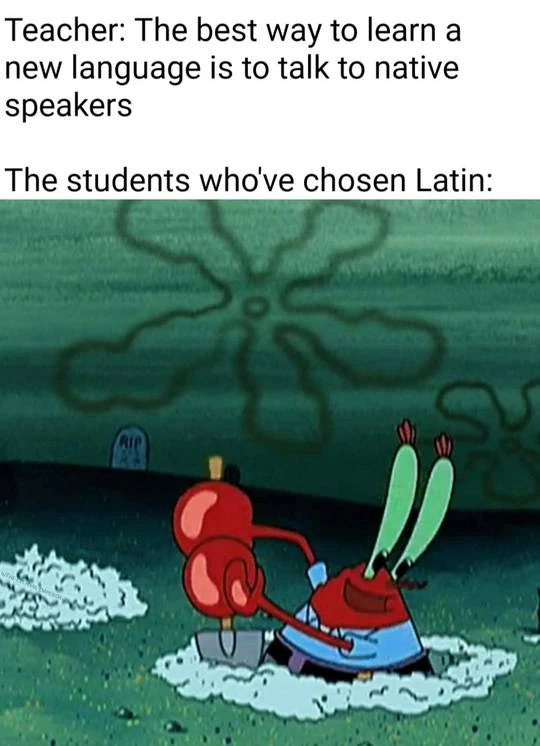 Teacher: The best way to learn a
new language is to talk to native
speakers
The students who've chosen Latin:
RIP